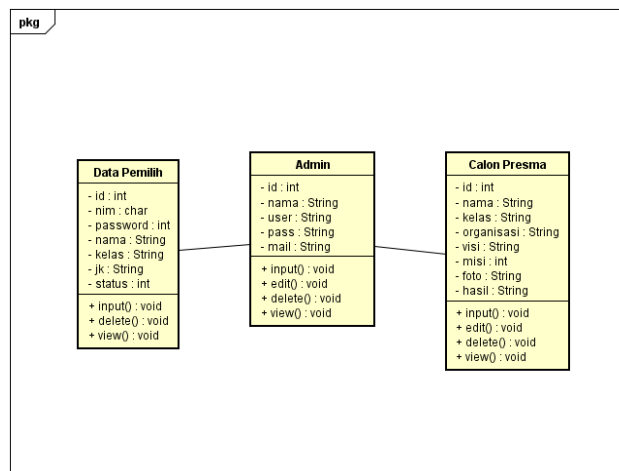 pkg
Data Pemilih
- id : int
- nim : char
- password : int
- nama : String
- kelas : String
- jk : String
- status : int
+ input() : void
+ delete() : void
+ view() : void
Admin
- id : int
- nama : String
- user : String
- pass : String
- mail : String
+ input() : void
+ edit() : void
+ delete() : void
+ view() : void
Calon Presma
- id : int
- nama : String
- kelas : String
- organisasi : String
- visi : String
- misi : int
- foto : String
- hasil : String
+ input() : void
+ edit() : void
+ delete() : void
+ view() : void